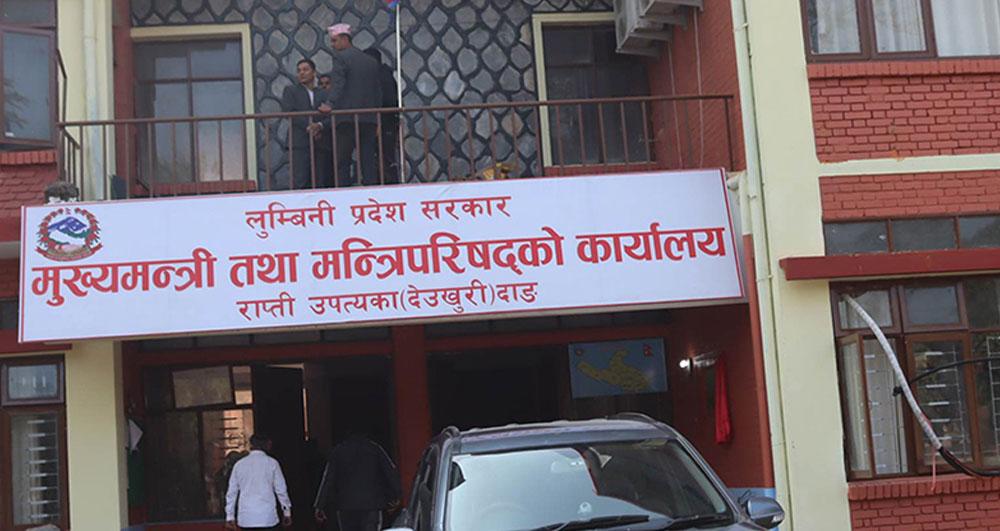 लुम्बिनी प्रदेश सरकार
मुख्यमन्त्री तथा मन्त्रिपरिषद्को कार्यालय
राप्ती उपत्यका(देउखुरी)दाङ